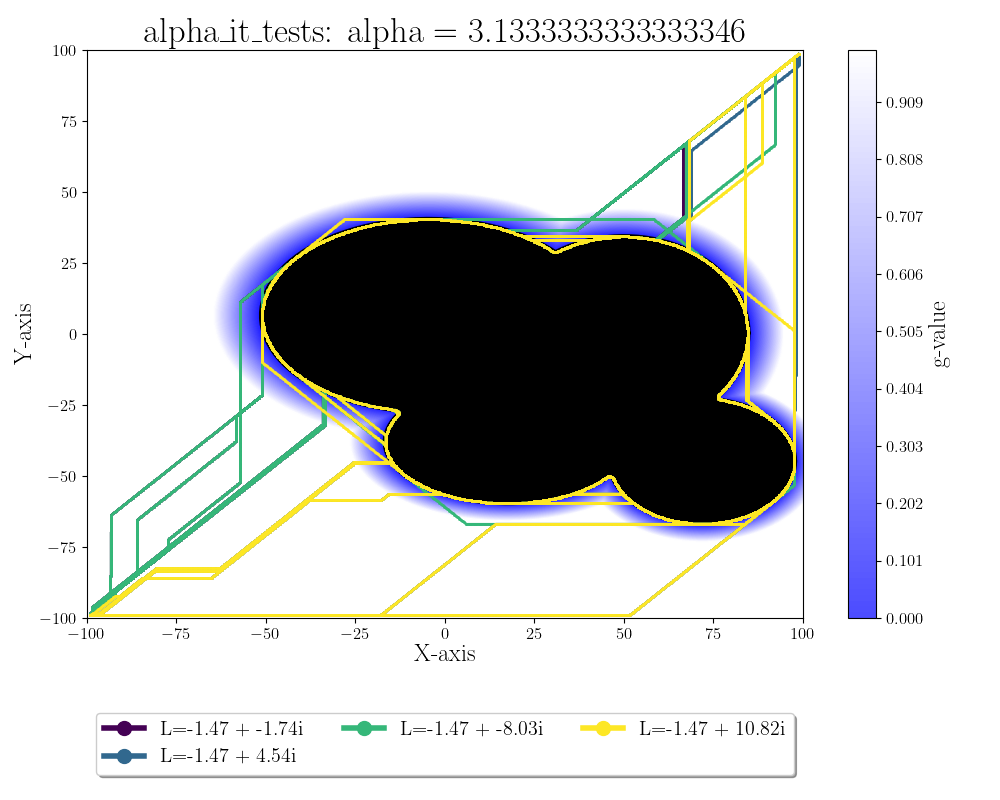 alpha_it_tests: alpha = 3.1333333333333346
100
75
50
25
0
−25
−50
−75
−100
Y-axis
−100 −75 −50 −25 0 25 50 75 100
X-axis
0.909
0.808
0.707
0.606
0.505
0.404
0.303
0.202
0.101
0.000
g-value
L=-1.47 + -1.74i L=-1.47 + -8.03i L=-1.47 + 10.82i
L=-1.47 + 4.54i